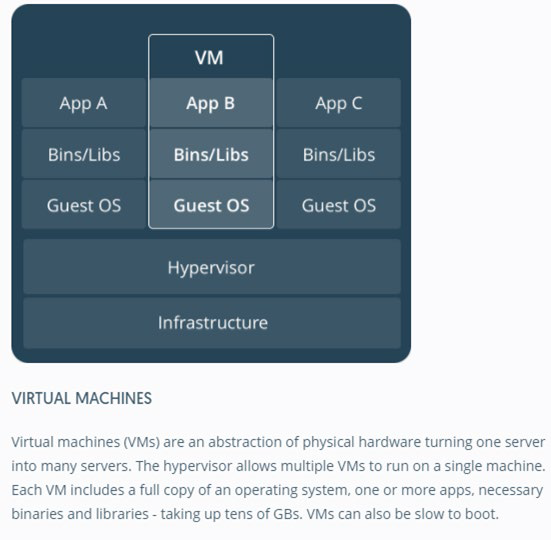 VM
App A App B App C
Bins/Libs Bins/Libs Bins/Libs
Guest OS Guest OS Guest OS
Hypervisor
Infrastructure
VIRTUAL MACHINES
Virtual machines (VMs) are an abstraction of physical hardware turning one server
into many servers. The hypervisor allows multiple VMs to run on a single machine.
Each VM includes a full copy of an operating system, one or more apps, necessary
binaries and libraries - taking up tens of GBs. VMs can also be slow to boot.